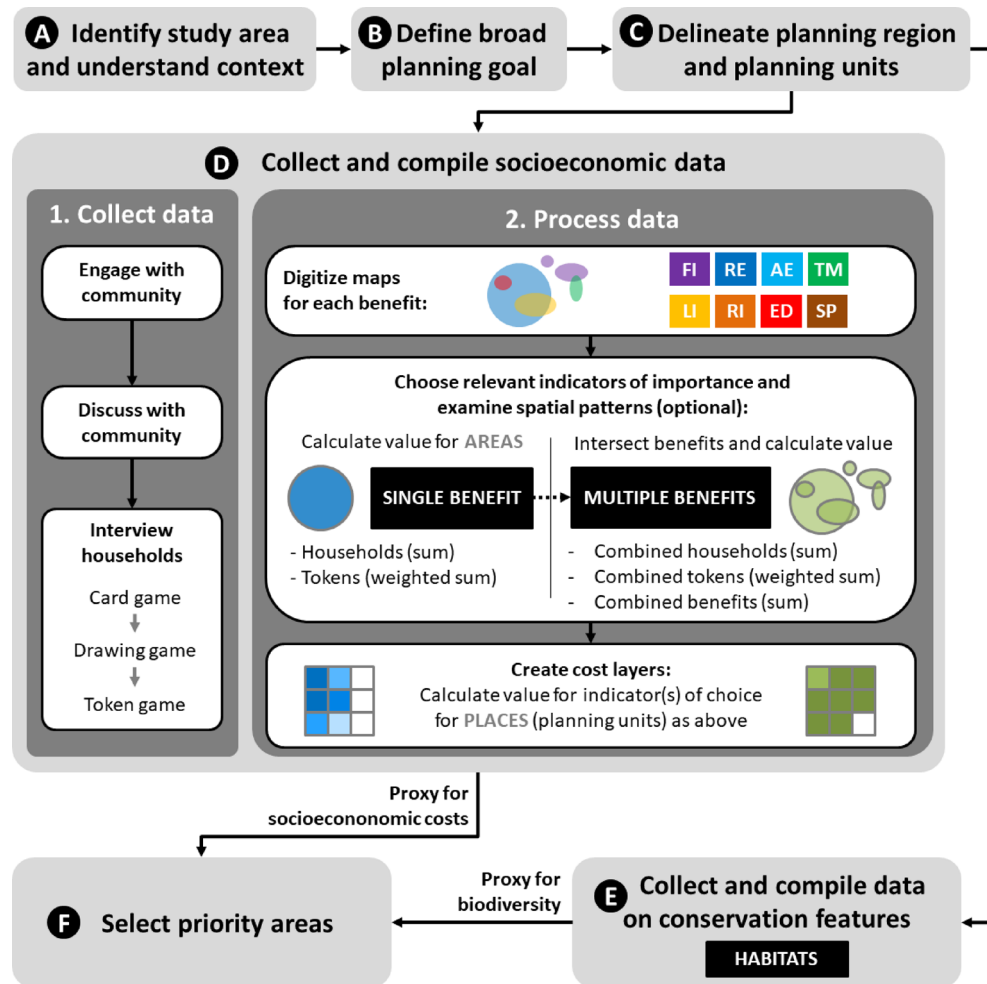 A Identify study area
and understand context
B Define broad
planning goal
C Delineate planning region
and planning units
D Collect and compile socioeconomic data
1. Collect data
Engage with
community
Discuss with
community
Interview
households
Card game
Drawing game
Token game
2. Process data
Digitize maps
for each benefit:
FI RE AE TM
LI RI ED SP
Choose relevant indicators of importance and
examine spatial patterns (optional):
Calculate value for AREAS
SINGLE BENEFIT
- Households (sum)
- Tokens (weighted sum)
Intersect benefits and calculate value
MULTIPLE BENEFITS
- Combined households (sum)
- Combined tokens (weighted sum)
- Combined benefits (sum)
Create cost layers:
Calculate value for indicator(s) of choice
for PLACES (planning units) as above
Proxy for
socioecononomic costs
F Select priority areas
Proxy for
biodiversity
E Collect and compile data
on conservation features
HABITATS